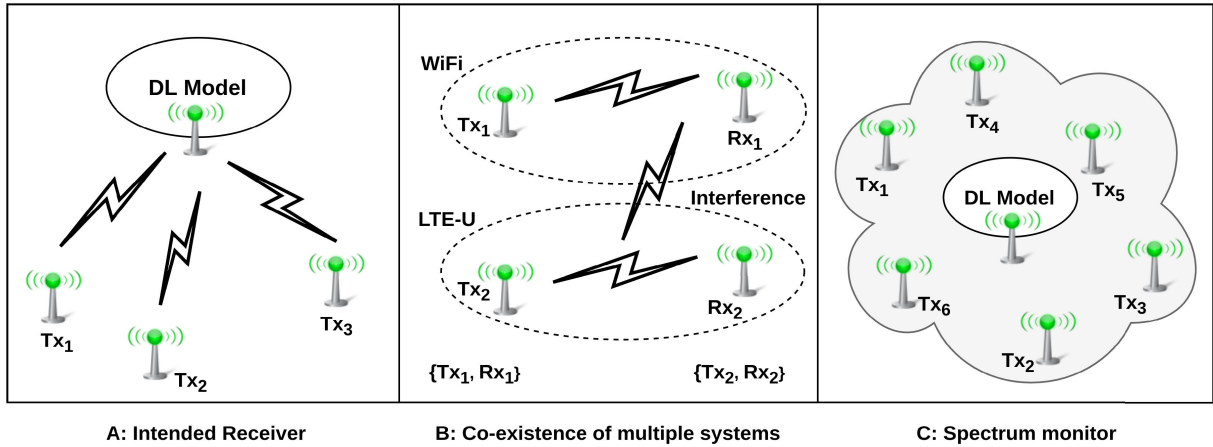 DL Model
Tx1
Tx2
Tx3
A: Intended Receiver
WiFi
Tx1
Rx1
Interference
LTE-U
Tx2
Rx2
{Tx1, Rx1}
{Tx2, Rx2}
B: Co-existence of multiple systems
Tx4
Tx1
Tx5
DL Model
Tx6
Tx3
Tx2
C: Spectrum monitor